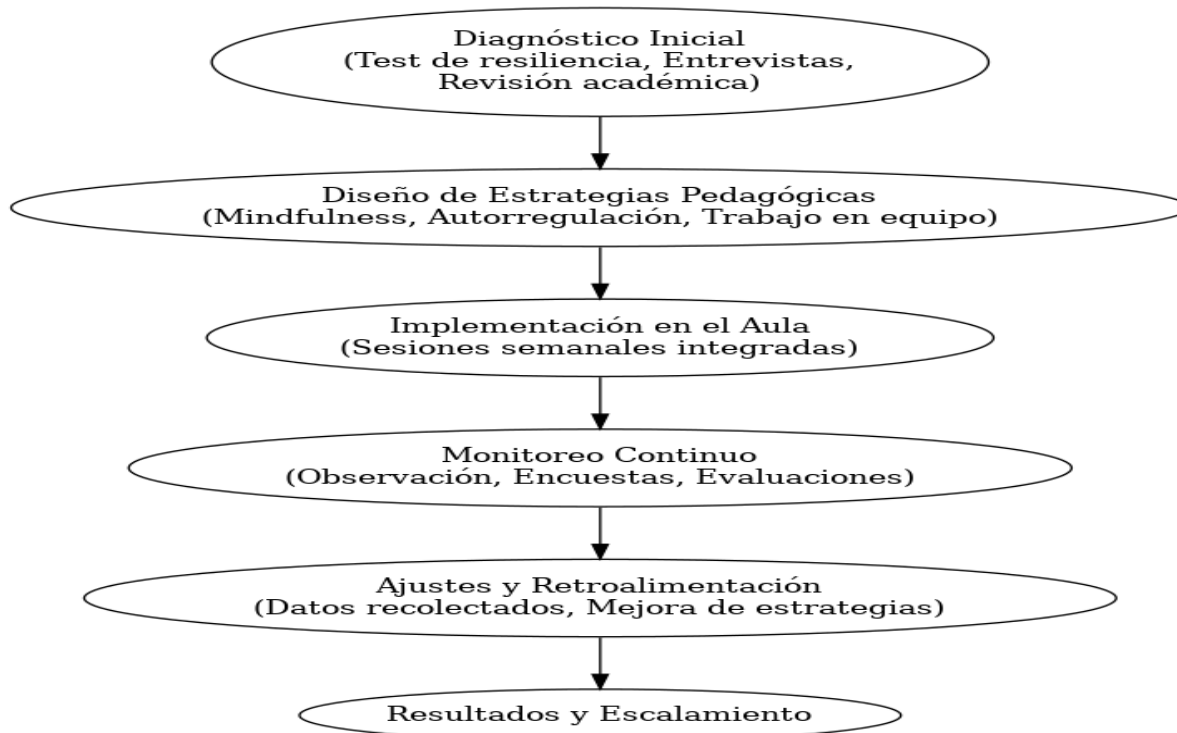 Diagnóstico Inicial
(Test de resiliencia, Entrevistas,
Revisión académica)
Diseño de Estrategias Pedagógicas
(Mindfulness, Autorregulación, Trabajo en equipo)
Implementación en el Aula
(Sesiones semanales integradas)
Monitoreo Continuo
(Observación, Encuestas, Evaluaciones)
Ajustes y Retroalimentación
(Datos recolectados, Mejora de estrategias)
Resultados y Escalamiento